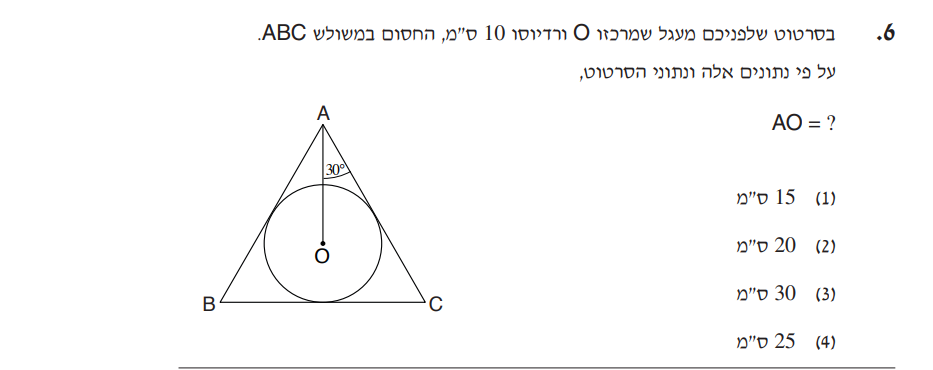 6. בסרטוט שלפניכם מעגל שמרכזו O ורדיוסו 10 ס"מ, החסום במשולש ABC.
על פי נתונים אלה ונתוני הסרטוט,
AO = ?
A
30°
O
B
C
(1) 15 ס"מ
(2) 20 ס"מ
(3) 30 ס"מ
(4) 25 ס"מ